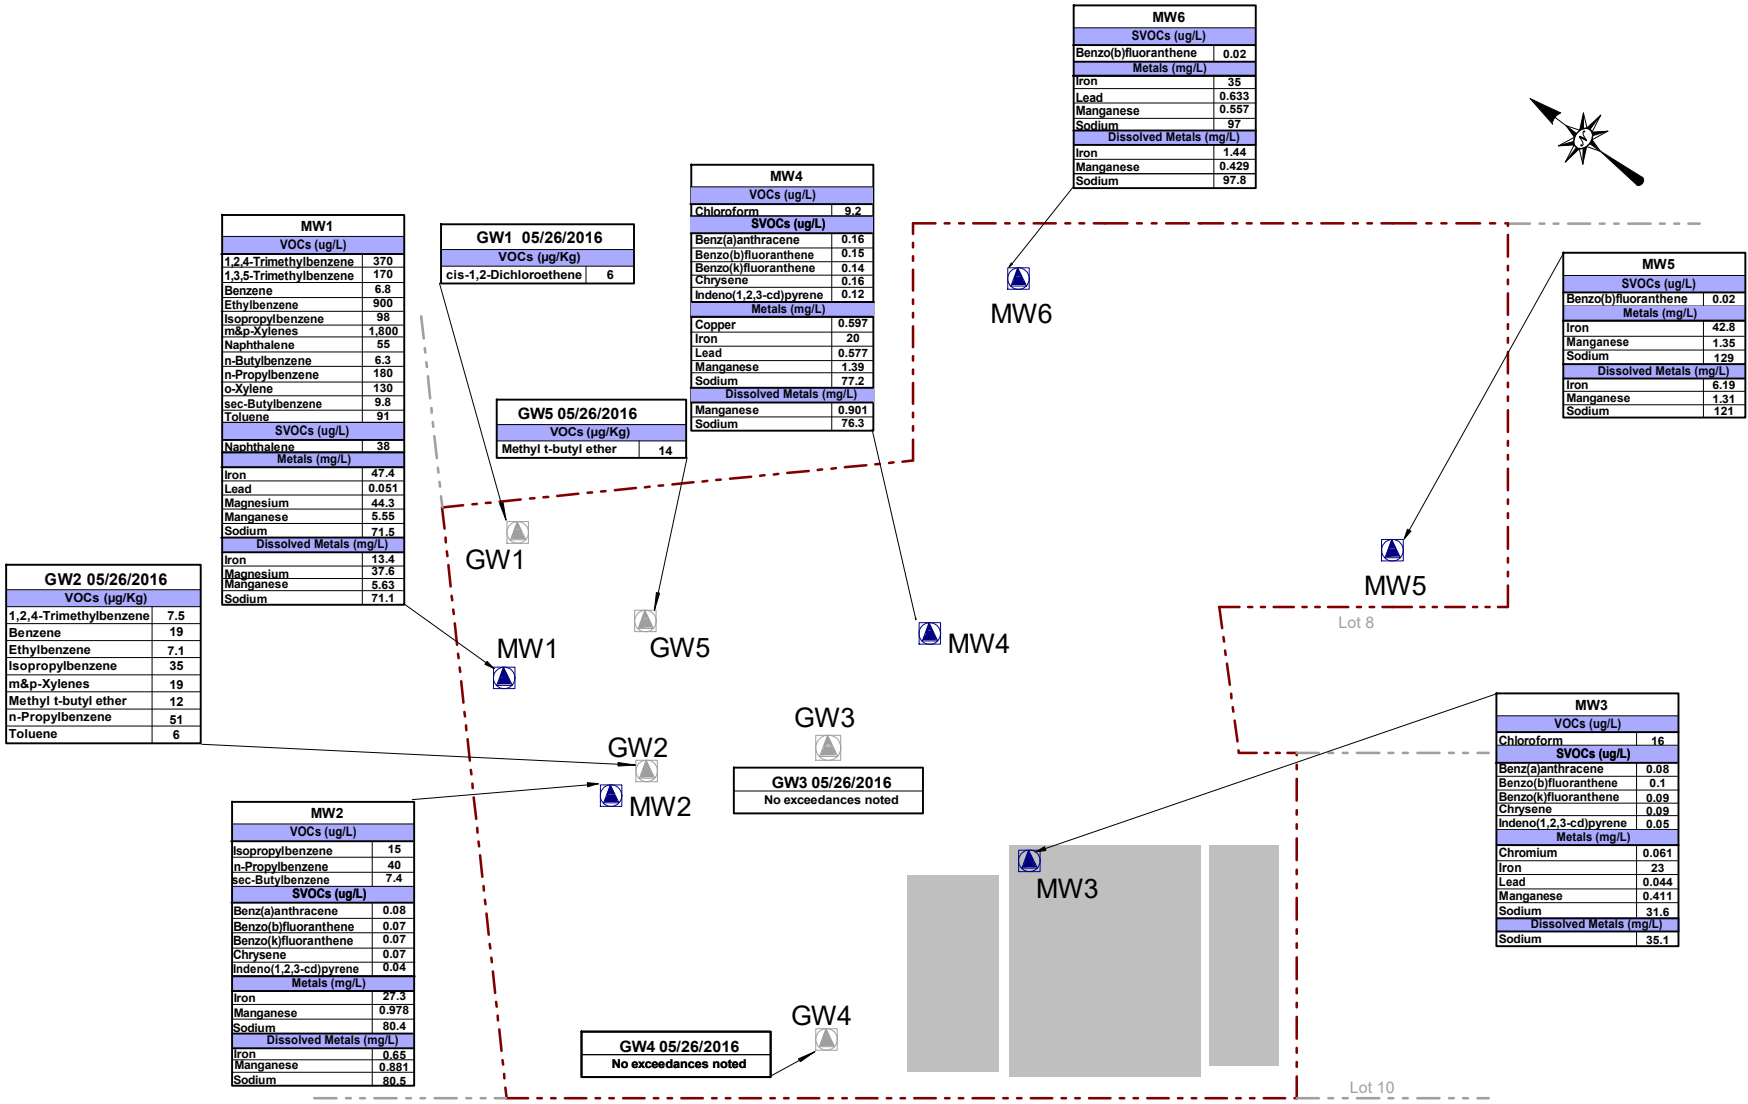 MW6
SVOCs (ug/L)
Benzo(b)fluoranthene 0.02
Metals (mg/L)
Iron 35
Lead 0.633
Manganese 0.557
Sodium 97
Dissolved Metals (mg/L)
Iron 1.44
Manganese 0.429
Sodium 97.8
MW4
VOCs (ug/L)
Chloroform 9.2
SVOCs (ug/L)
Benz(a)anthracene 0.16
Benzo(b)fluoranthene 0.15
Benzo(k)fluoranthene 0.14
Chrysene 0.16
Indeno(1,2,3-cd)pyrene 0.12
Metals (mg/L)
Copper 0.597
Iron 20
Lead 0.577
Manganese 1.39
Sodium 77.2
Dissolved Metals (mg/L)
Manganese 0.901
Sodium 76.3
MW1
VOCs (ug/L)
1,2,4-Trimethylbenzene 370
1,3,5-Trimethylbenzene 170
Benzene 6.8
Ethylbenzene 900
Isopropylbenzene 98
m&p-Xylenes 1,800
Naphthalene 55
n-Butylbenzene 6.3
n-Propylbenzene 180
o-Xylene 130
sec-Butylbenzene 9.8
Toluene 91
SVOCs (ug/L)
Naphthalene 38
Metals (mg/L)
Iron 47.4
Lead 0.051
Magnesium 44.3
Manganese 5.55
Sodium 71.5
Dissolved Metals (mg/L)
Iron 13.4
Magnesium 37.6
Manganese 5.63
Sodium 71.1
GW1 05/26/2016
VOCs (µg/Kg)
cis-1,2-Dichloroethene 6
GW5 05/26/2016
VOCs (µg/Kg)
Methyl t-butyl ether 14
MW5
SVOCs (ug/L)
Benzo(b)fluoranthene 0.02
Metals (mg/L)
Iron 42.8
Manganese 1.35
Sodium 129
Dissolved Metals (mg/L)
Iron 6.19
Manganese 1.31
Sodium 121
N
MW6
GW1
MW5
Lot 8
GW2 05/26/2016
VOCs (µg/Kg)
1,2,4-Trimethylbenzene 7.5
Benzene 19
Ethylbenzene 7.1
Isopropylbenzene 35
m&p-Xylenes 19
Methyl t-butyl ether 12
n-Propylbenzene 51
Toluene 6
MW1
GW5
MW4
GW3
GW2
MW2
GW3 05/26/2016
No exceedances noted
MW3
VOCs (ug/L)
Chloroform 16
SVOCs (ug/L)
Benz(a)anthracene 0.08
Benzo(b)fluoranthene 0.1
Benzo(k)fluoranthene 0.09
Chrysene 0.09
Indeno(1,2,3-cd)pyrene 0.05
Metals (mg/L)
Chromium 0.061
Iron 23
Lead 0.044
Manganese 0.411
Sodium 31.6
Dissolved Metals (mg/L)
Sodium 35.1
MW2
VOCs (ug/L)
Isopropylbenzene 15
n-Propylbenzene 40
sec-Butylbenzene 7.4
SVOCs (ug/L)
Benz(a)anthracene 0.08
Benzo(b)fluoranthene 0.07
Benzo(k)fluoranthene 0.07
Chrysene 0.07
Indeno(1,2,3-cd)pyrene 0.04
Metals (mg/L)
Iron 27.3
Manganese 0.978
Sodium 80.4
Dissolved Metals (mg/L)
Iron 0.65
Manganese 0.881
Sodium 80.5
MW3
GW4
GW4 05/26/2016
No exceedances noted
Lot 10